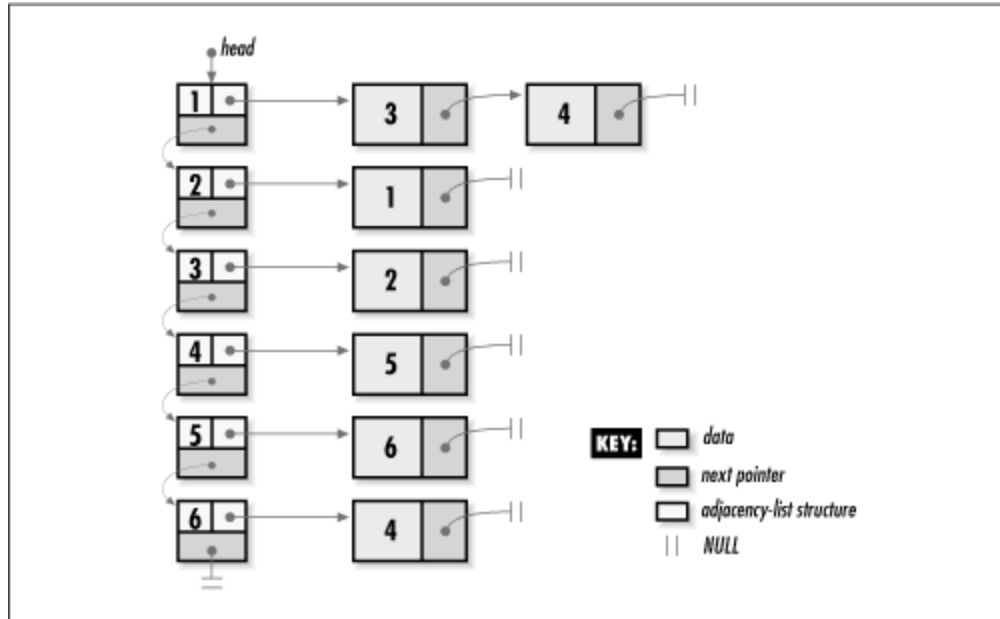 head
1 3 4
2 1
3 2
4 5
5 6
6 4
KEY: data
next pointer
adjacency-list structure
NULL